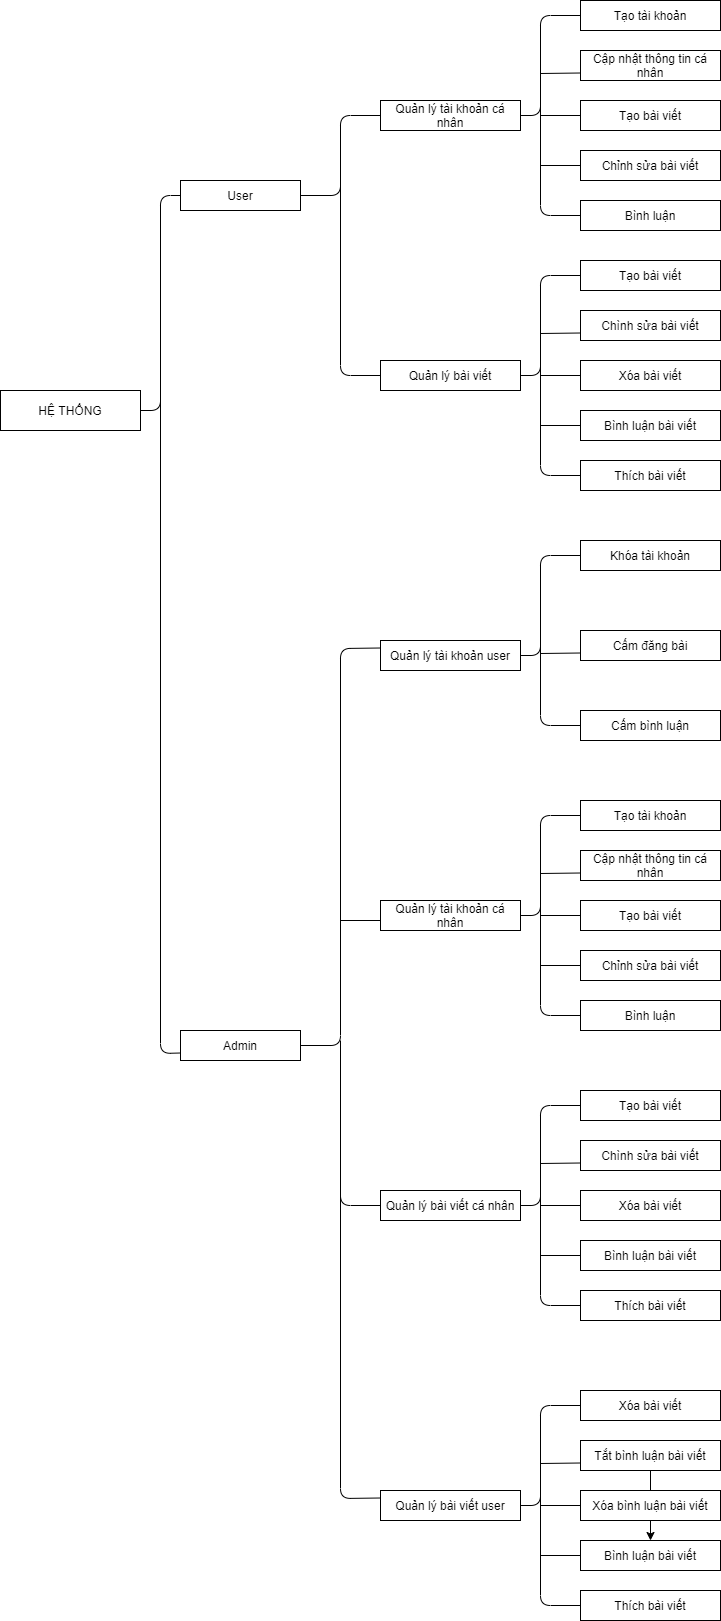 HỆ THỐNG
User
Quản lý tài khoản cá
nhân
Tạo tài khoản
Cập nhật thông tin cá
nhân
Tạo bài viết
Chỉnh sửa bài viết
Bình luận
Quản lý bài viết
Tạo bài viết
Chỉnh sửa bài viết
Xóa bài viết
Bình luận bài viết
Thích bài viết
Admin
Quản lý tài khoản user
Khóa tài khoản
Cấm đăng bài
Cấm bình luận
Quản lý tài khoản cá
nhân
Tạo tài khoản
Cập nhật thông tin cá
nhân
Tạo bài viết
Chỉnh sửa bài viết
Bình luận
Quản lý bài viết cá nhân
Tạo bài viết
Chỉnh sửa bài viết
Xóa bài viết
Bình luận bài viết
Thích bài viết
Quản lý bài viết user
Xóa bài viết
Tắt bình luận bài viết
Xóa bình luận bài viết
Bình luận bài viết
Thích bài viết